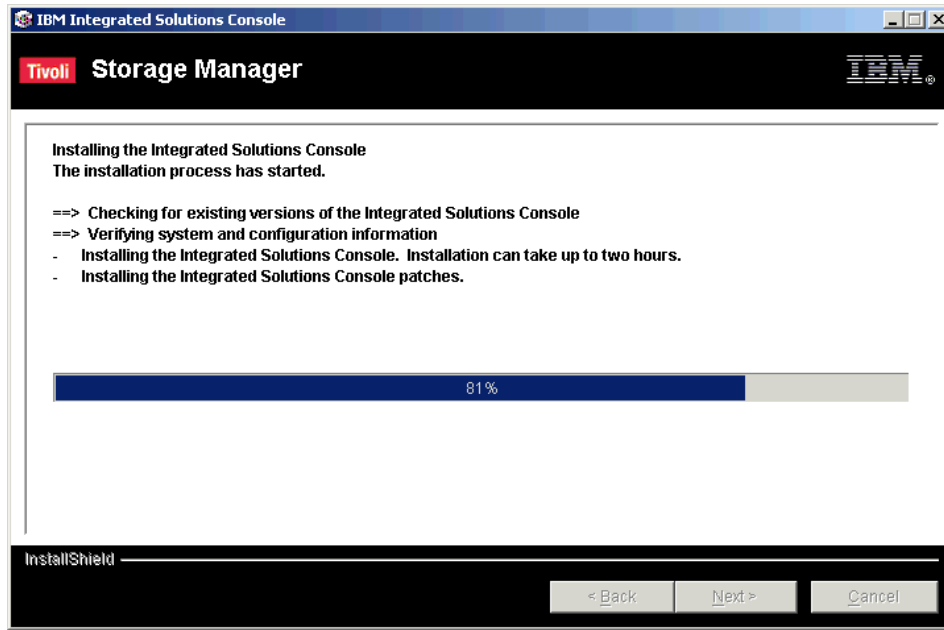 IBM Integrated Solutions Console
Tivoli Storage Manager
IBM®
Installing the Integrated Solutions Console
The installation process has started.
==> Checking for existing versions of the Integrated Solutions Console
==> Verifying system and configuration information
- Installing the Integrated Solutions Console. Installation can take up to two hours.
- Installing the Integrated Solutions Console patches.
81%
InstallShield
< Back Next > Cancel